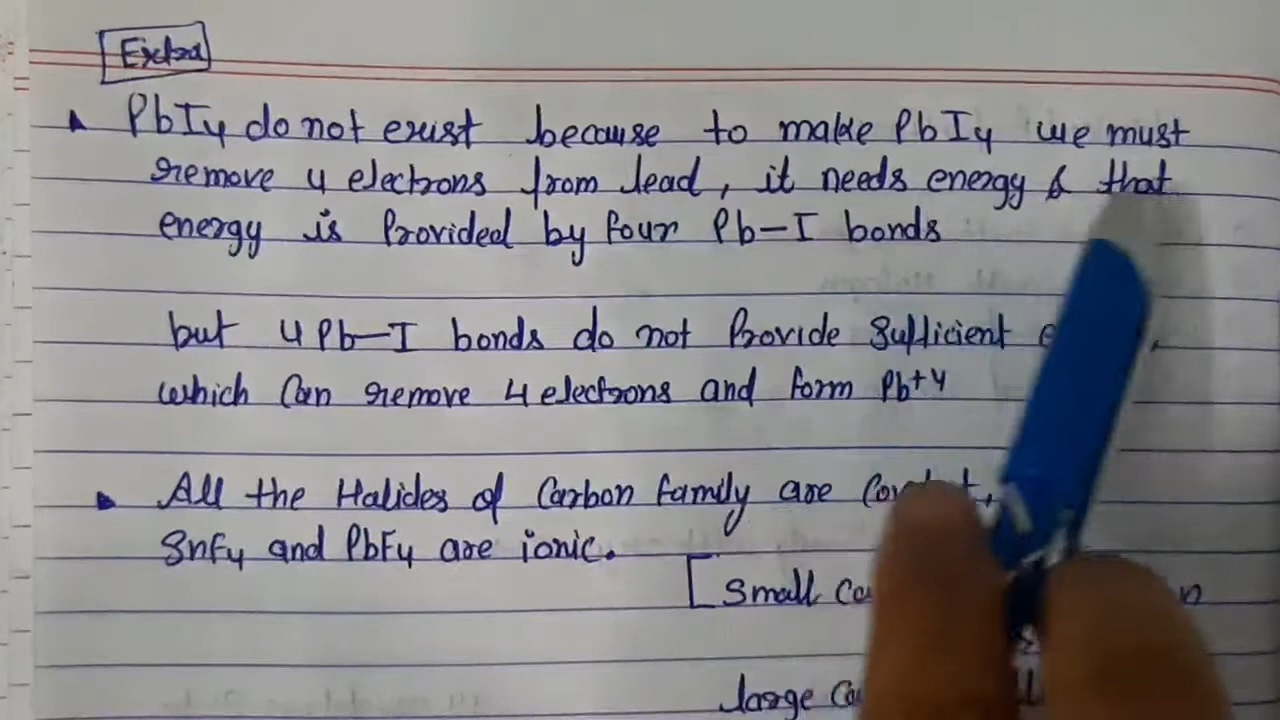 Extra
PbI4 do not exist because to make PbI4 we must
remove 4 electrons from lead, it needs energy & that
energy is Provided by four Pb-I bonds
but 4 Pb-I bonds do not Provide Sufficient
which Can remove 4 electrons and form Pb+4
All the Halides of Carbon family are
SnF4 and PbF4 are ionic.
[Small
large